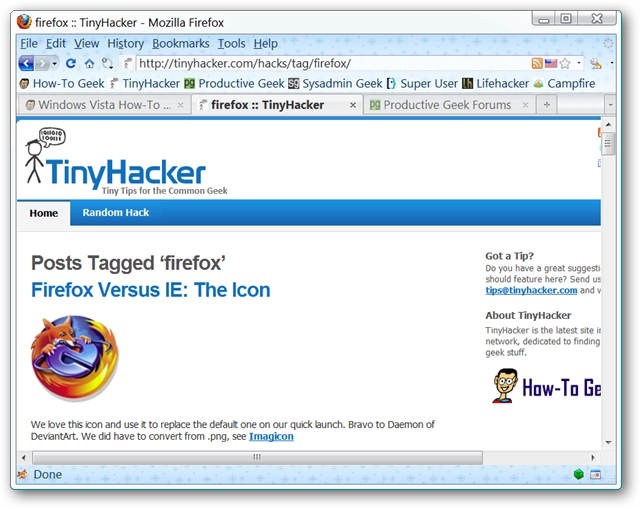 firefox :: TinyHacker - Mozilla Firefox
File Edit View History Bookmarks Tools Help
http://tinyhacker.com/hacks/tag/firefox/
How-To Geek TinyHacker Productive Geek Sysadmin Geek Super User Lifehacker Campfire
Windows Vista How-To ... firefox :: TinyHacker Productive Geek Forums
TinyHacker
Tiny Tips for the Common Geek
Home Random Hack
Posts Tagged ‘firefox’
Firefox Versus IE: The Icon
We love this icon and use it to replace the default one on our quick launch. Bravo to Daemon of
DeviantArt. We did have to convert from .png, see Imagicon
Got a Tip?
Do you have a great suggesti
should feature here? Send us
tips@tinyhacker.com and w
About TinyHacker
TinyHacker is the latest site in
network, dedicated to finding
geek stuff.
How-To Ge
Done